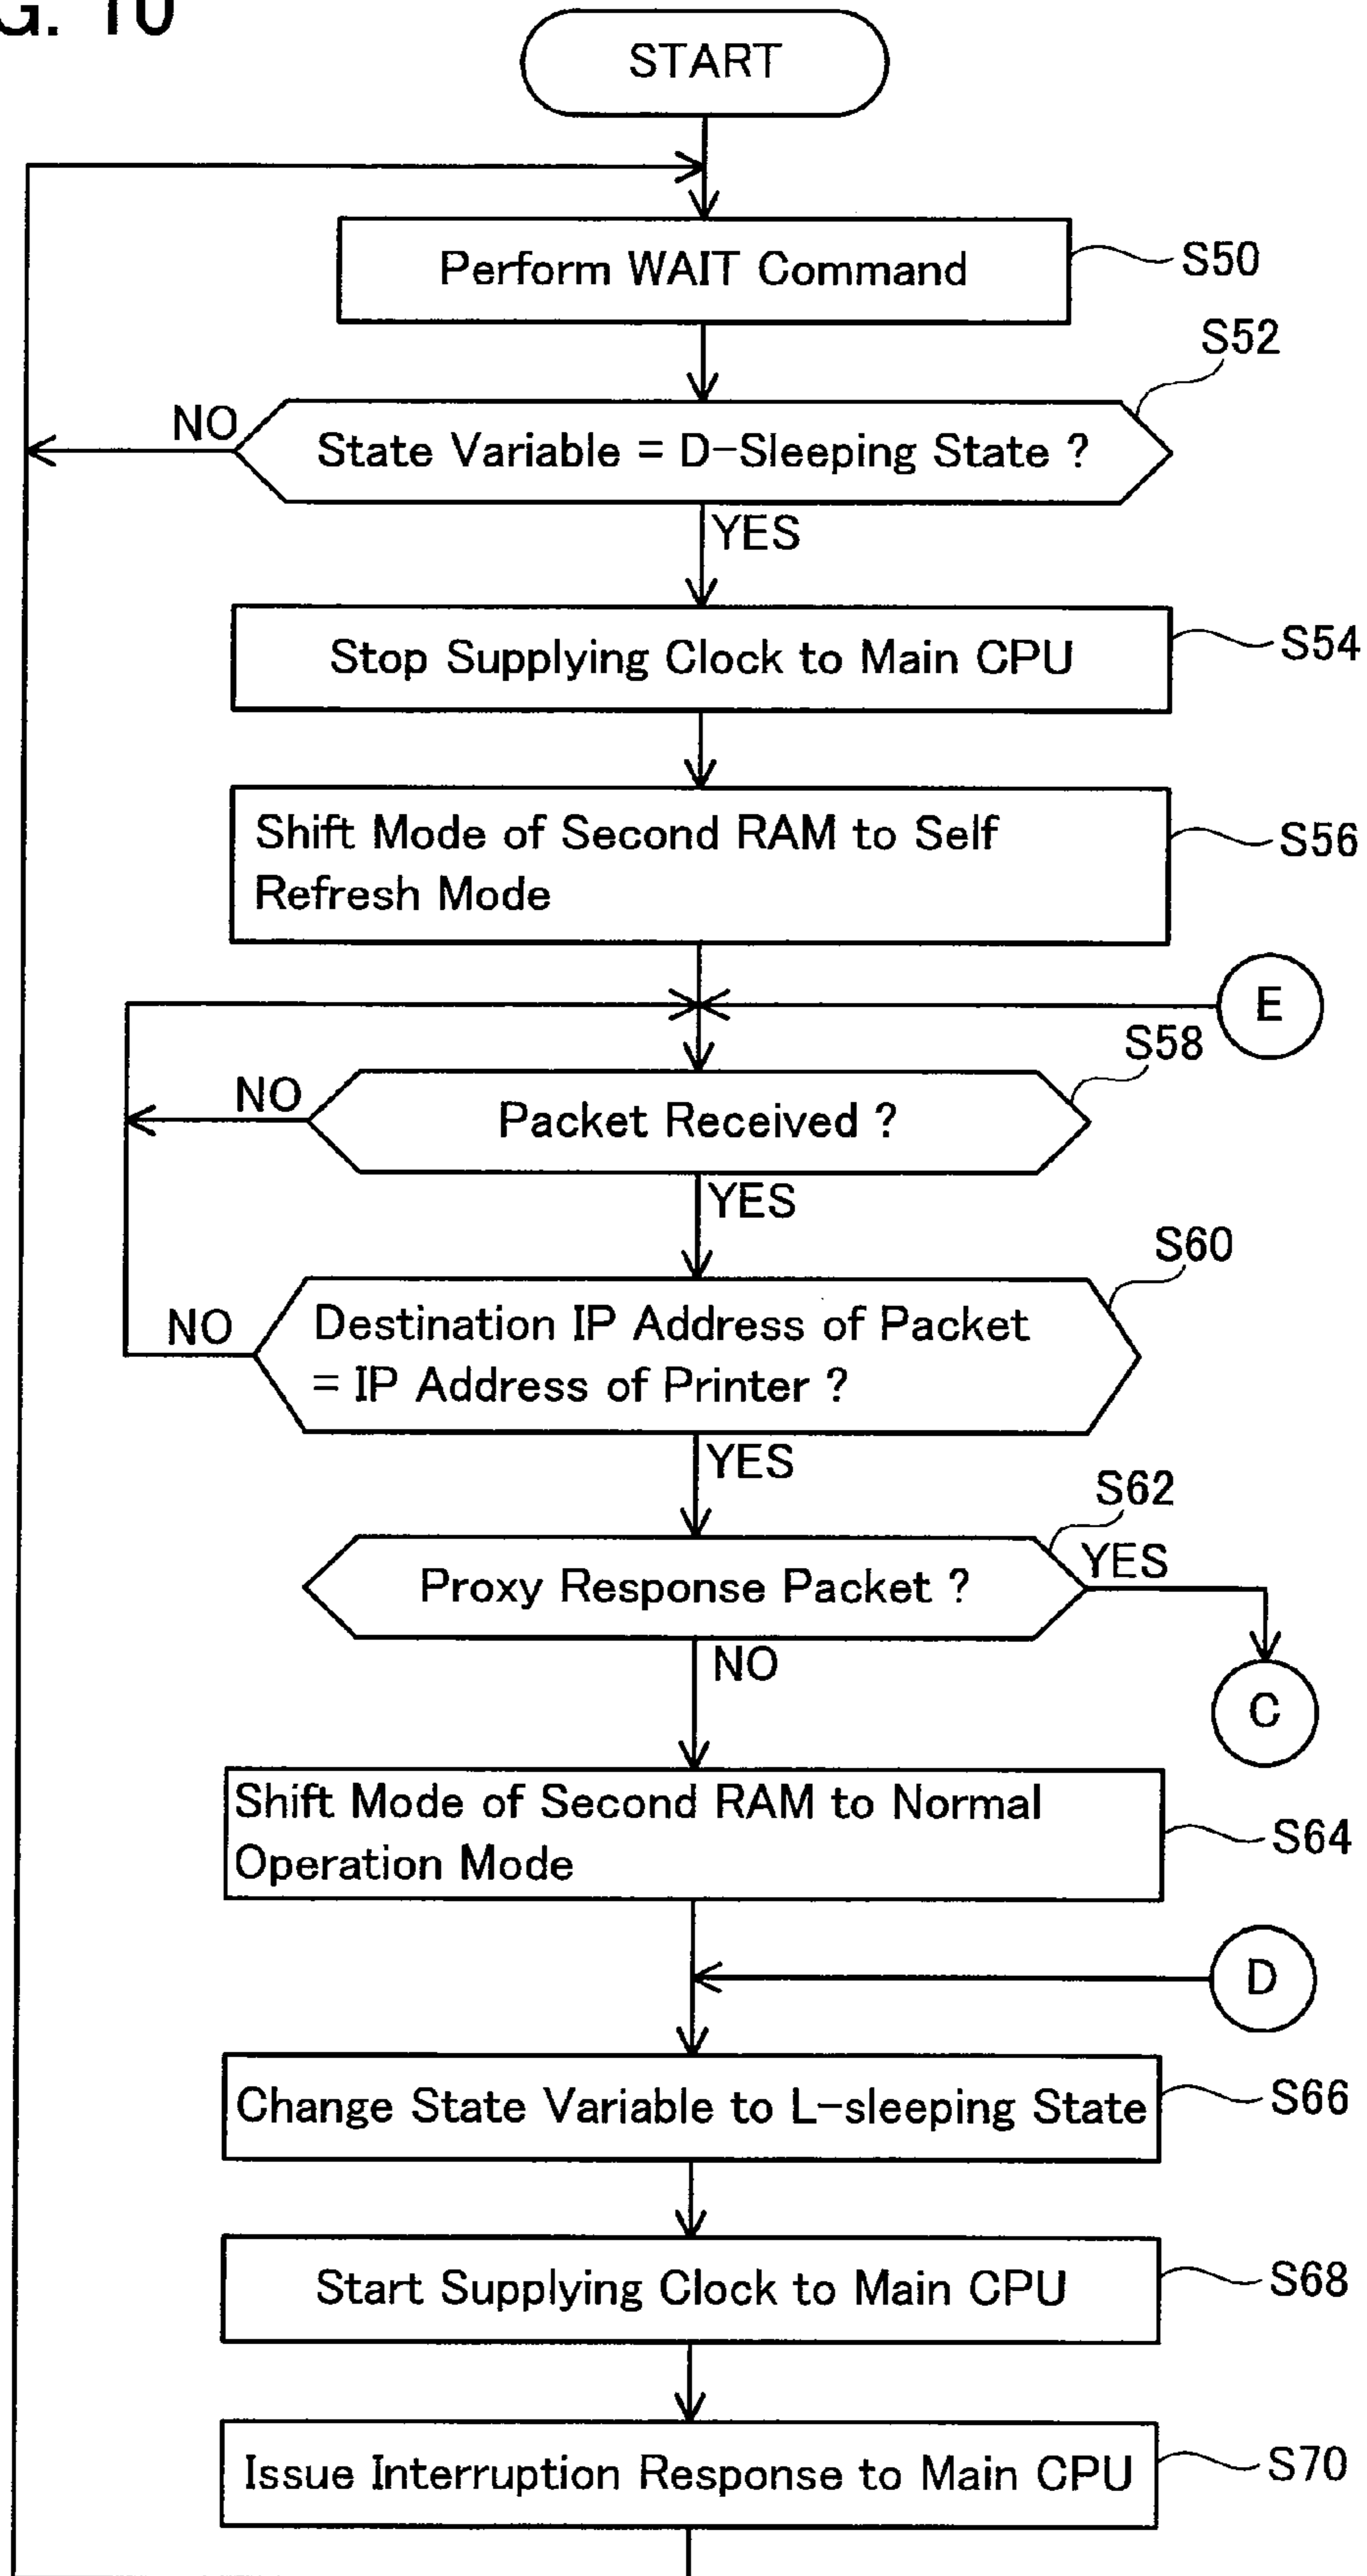 G. 10
START
Perform WAIT Command
S50
S52
NO
State Variable = D-Sleeping State ?
YES
Stop Supplying Clock to Main CPU
S54
Shift Mode of Second RAM to Self
Refresh Mode
S56
E
S58
NO
Packet Received ?
YES
S60
NO
Destination IP Address of Packet
= IP Address of Printer ?
YES
S62
Proxy Response Packet ?
YES
NO
C
Shift Mode of Second RAM to Normal
Operation Mode
S64
D
Change State Variable to L-sleeping State
S66
Start Supplying Clock to Main CPU
S68
Issue Interruption Response to Main CPU
S70